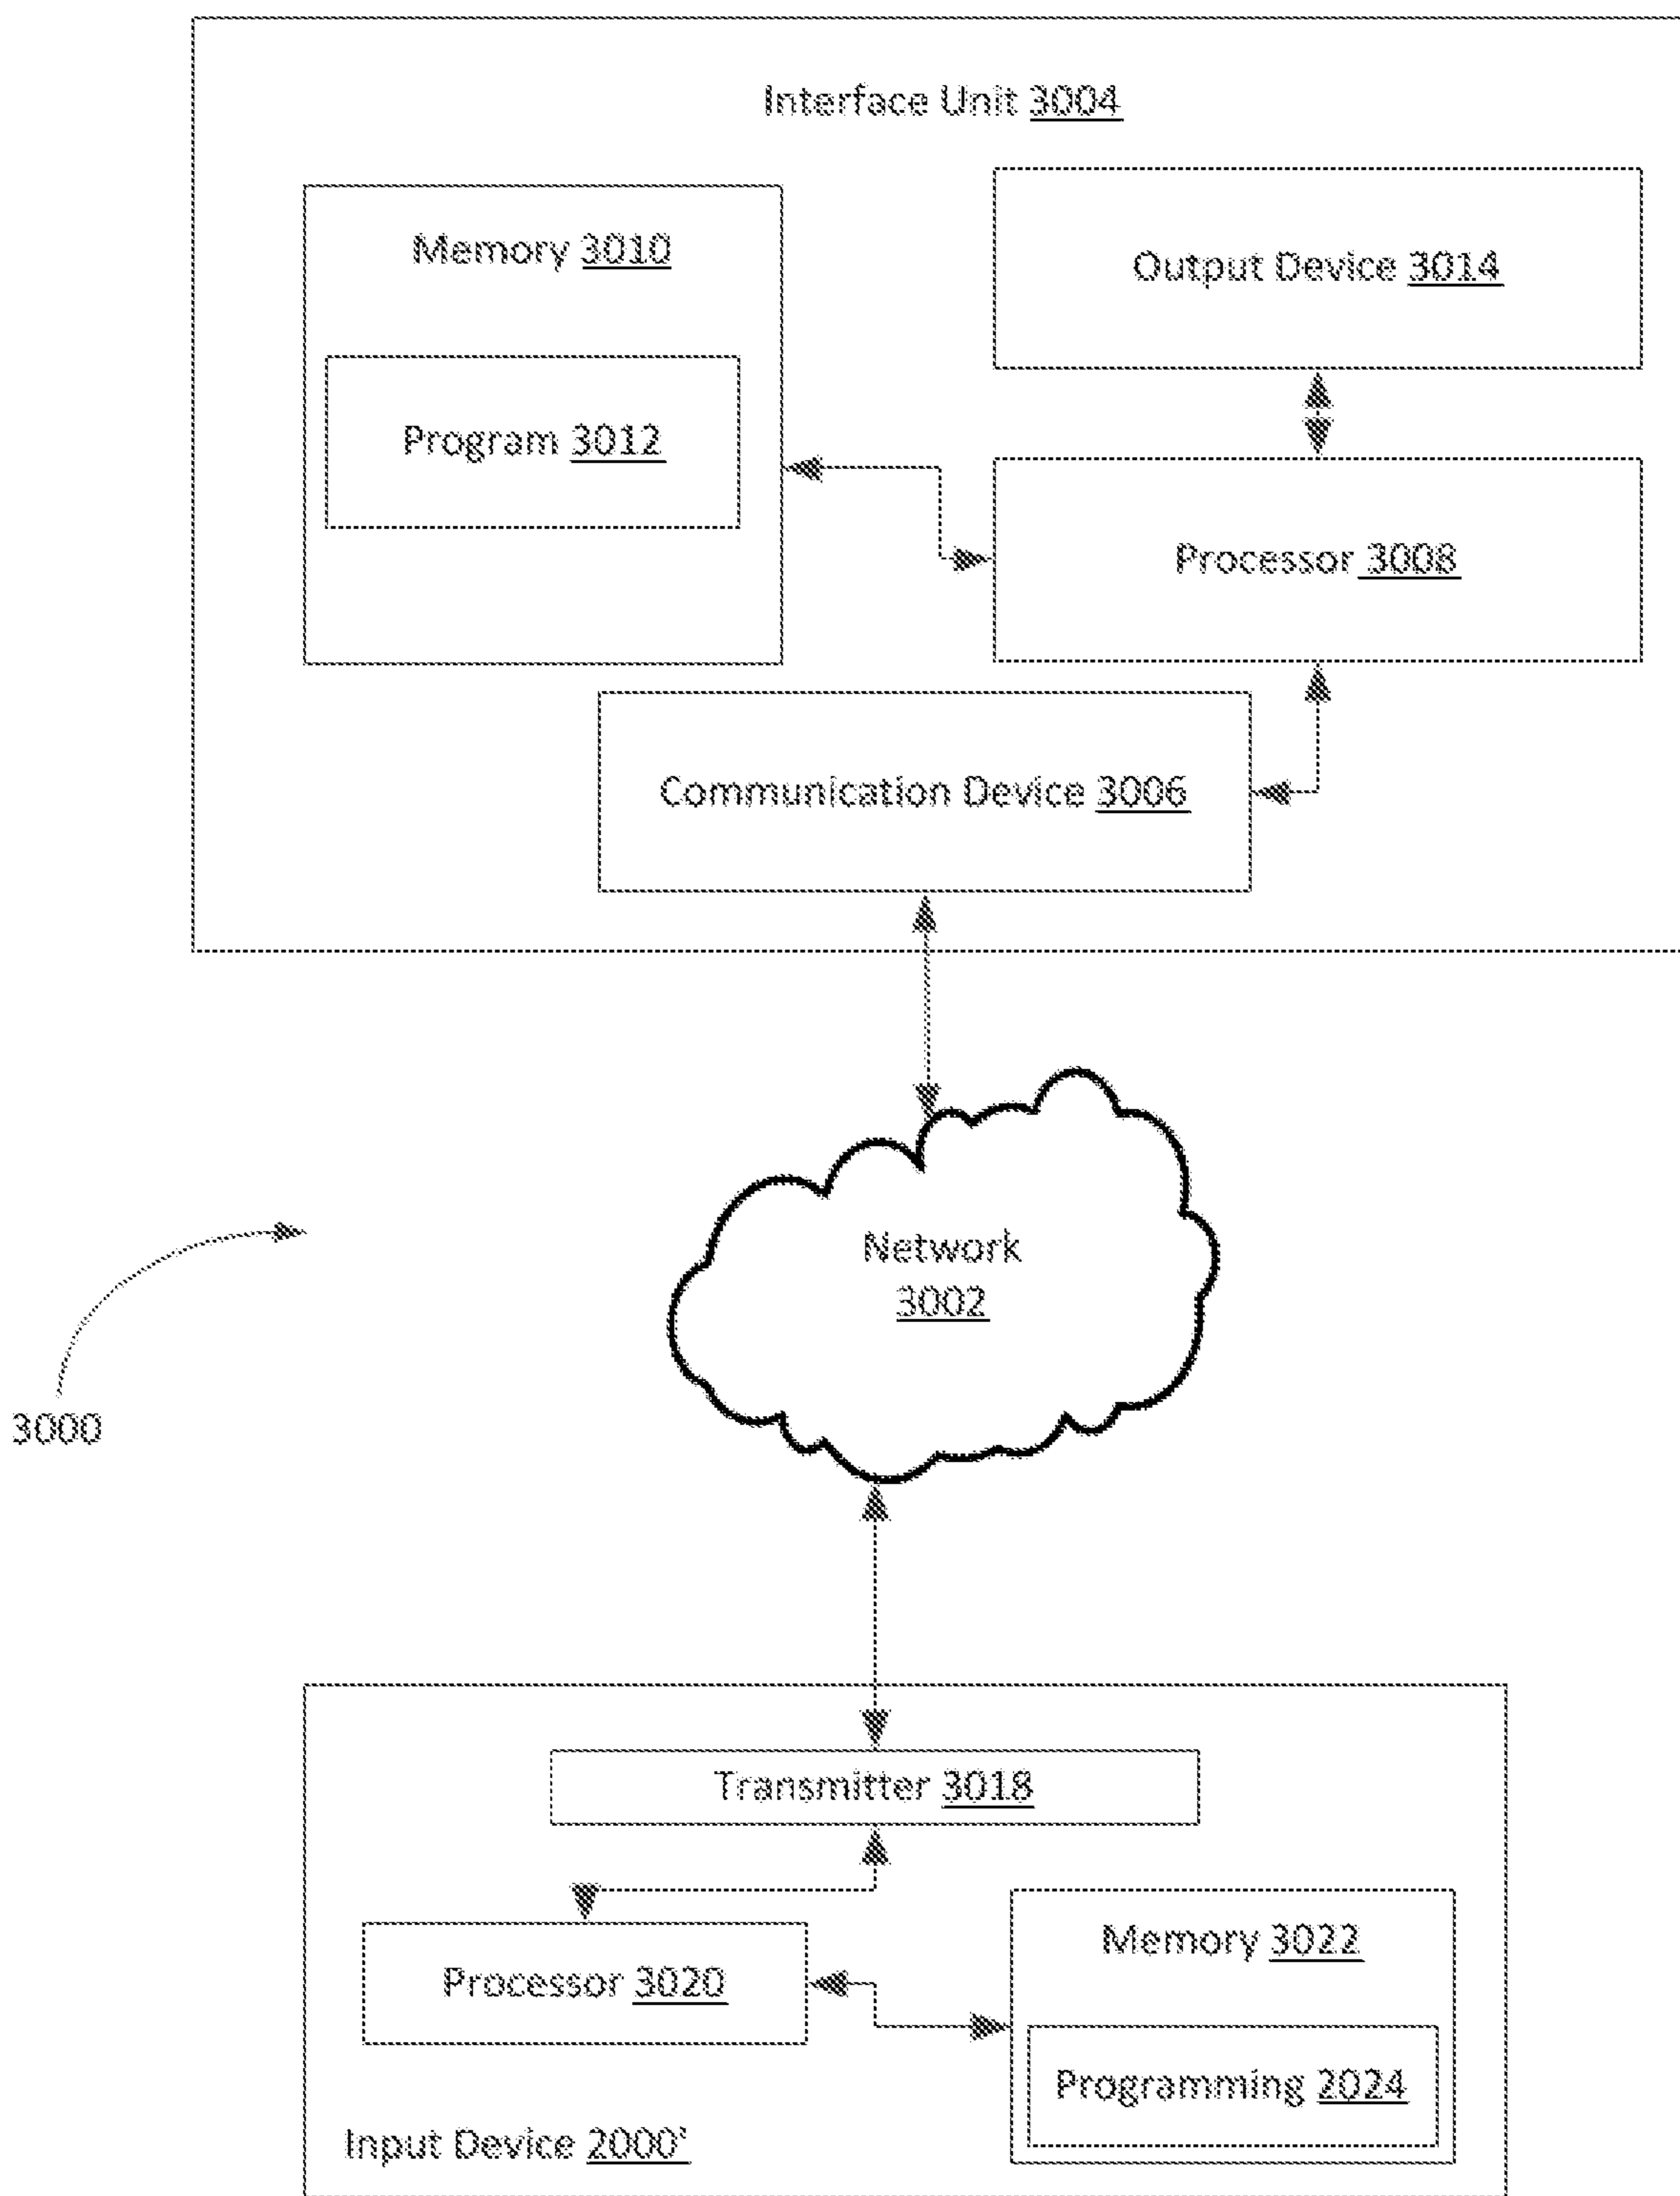 Interface Unit 3004
Memory 3010
Output Device 3014
Program 3012
Processor 3008
Communication Device 3006
Network
3002
3000
Transmitter 3018
Processor 3020
Memory 3022
Programming 2024
Input Device 2000'